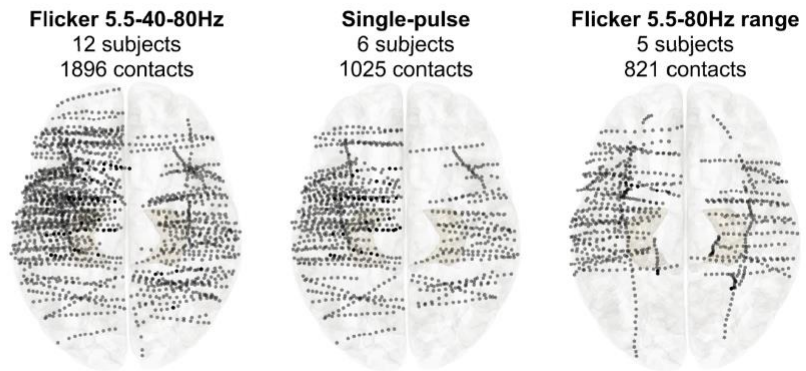 Flicker 5.5-40-80Hz
12 subjects
1896 contacts
Single-pulse
6 subjects
1025 contacts
Flicker 5.5-80Hz range
5 subjects
821 contacts